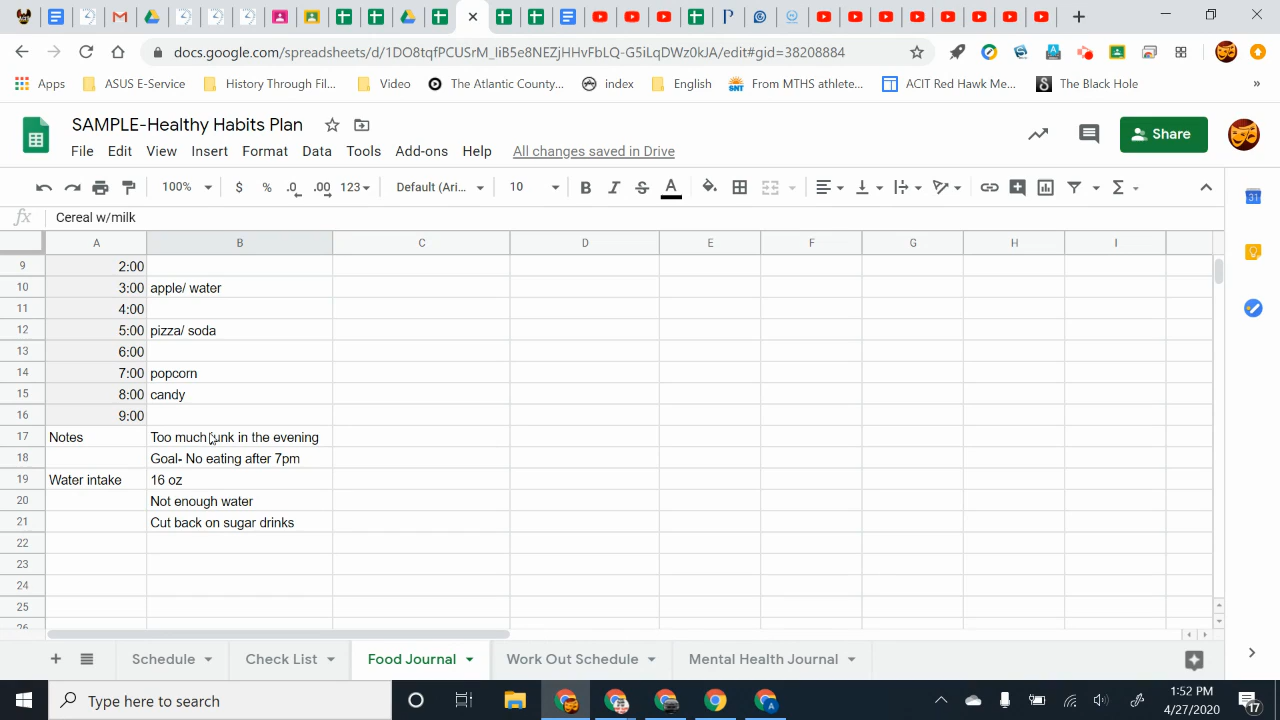 docs.google.com/spreadsheets/d/1DO8tqfPCUSrM_IiB5e8NEZjHHvFbLO-G5iLqDWz0kJA/edit#gid=38208884
Apps
ASUS E-Service
History Through Fil...
Video
The Atlantic County...
index
English
From MTHS athlete...
ACIT Red Hawk Me...
The Black Hole
»
SAMPLE-Healthy Habits Plan
File Edit View Insert Format Data Tools Add-ons Help All changes saved in Drive
Share
100% $ % .0 .00 123 Default (Ari... 10 B I S A
31
fx Cereal w/milk
A B C D E F G H I
9 2:00
10 3:00 apple/ water
11 4:00
12 5:00 pizza/ soda
13 6:00
14 7:00 popcorn
15 8:00 candy
16 9:00
17 Notes Too much junk in the evening
18 Goal- No eating after 7pm
19 Water intake 16 oz
20 Not enough water
21 Cut back on sugar drinks
22
23
24
25
26
Schedule Check List Food Journal Work Out Schedule Mental Health Journal
Type here to search
1:52 PM
4/27/2020
17